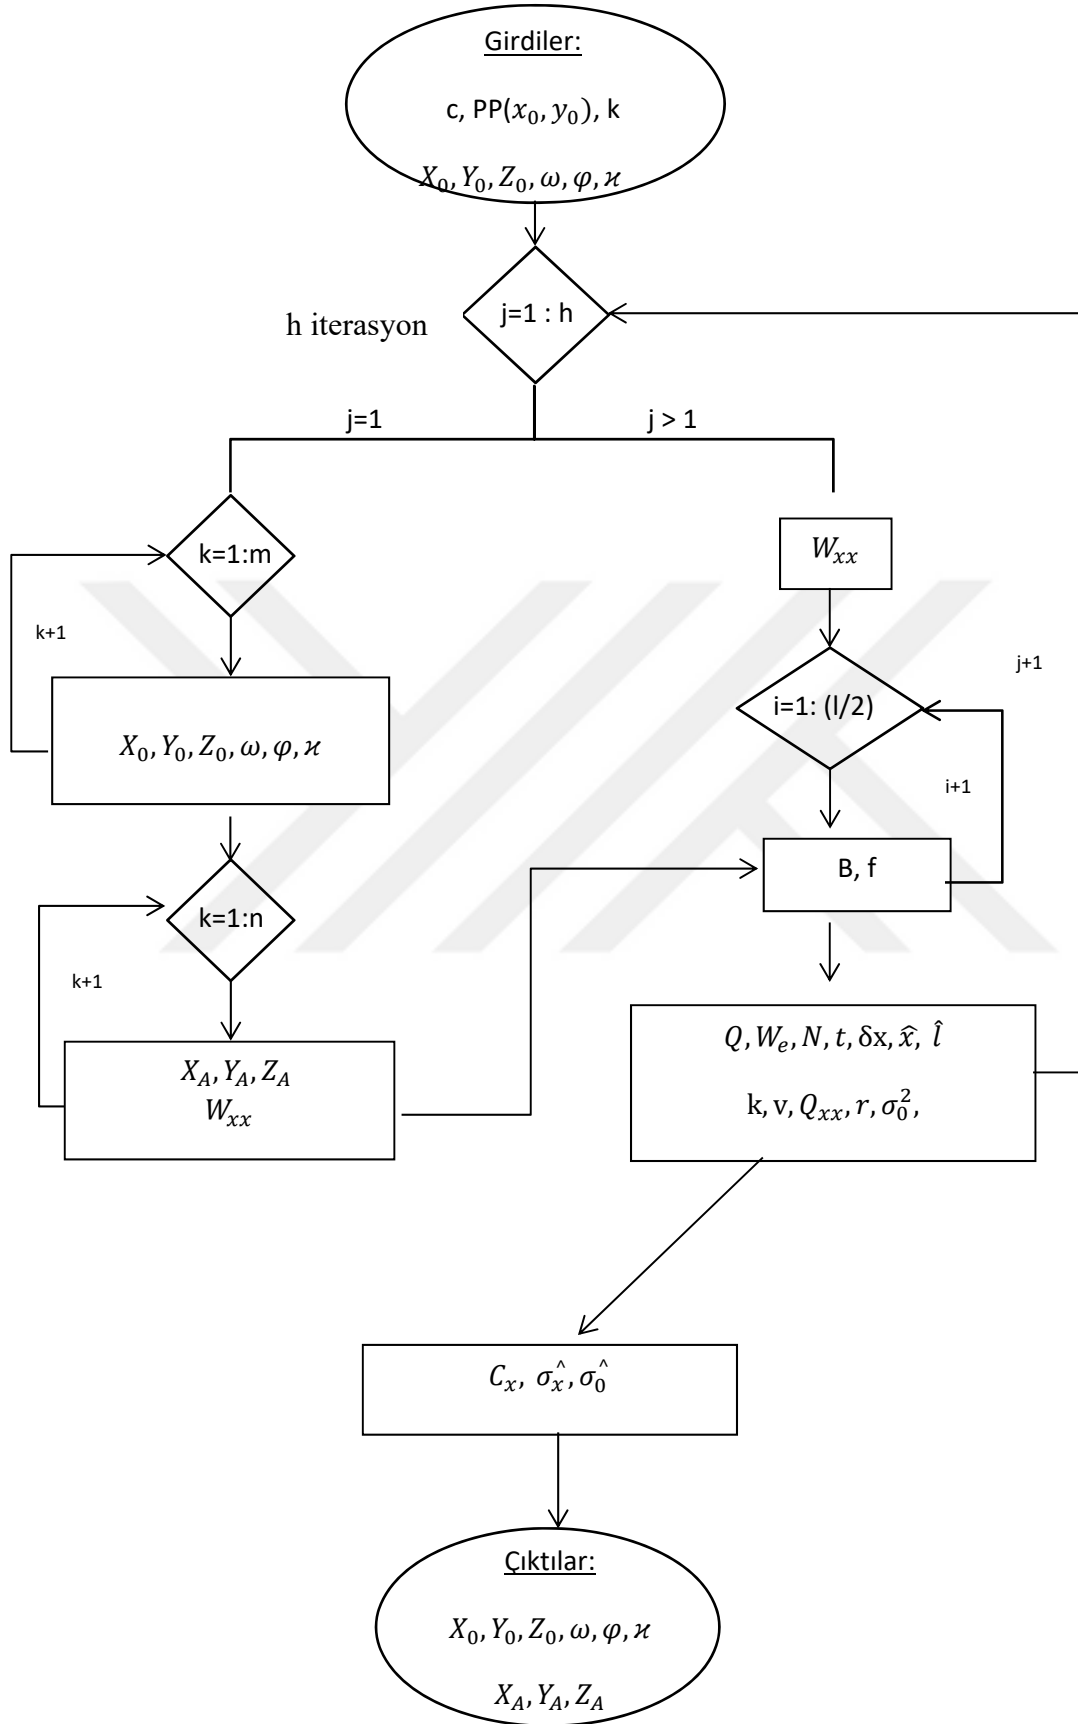 Girdiler:
c, PP(𝑥₀, 𝑦₀), k
𝑋₀, 𝑌₀, 𝑍₀, 𝜔, 𝜑, ϰ
h iterasyon
j=1 : h
j=1
j > 1
k=1:m
k+1
𝑋₀, 𝑌₀, 𝑍₀, 𝜔, 𝜑, ϰ
k=1:n
k+1
𝑋_A, 𝑌_A, 𝑍_A
𝑊_xx
𝑊_xx
i=1: (l/2)
j+1
i+1
B, f
𝑄, 𝑊_e, 𝑁, 𝑡, δx, x̂, l̂
k, v, 𝑄_xx, 𝑟, σ₀²,
𝐶_x, σ_x^, σ₀^
Çıktılar:
𝑋₀, 𝑌₀, 𝑍₀, 𝜔, 𝜑, ϰ
𝑋_A, 𝑌_A, 𝑍_A